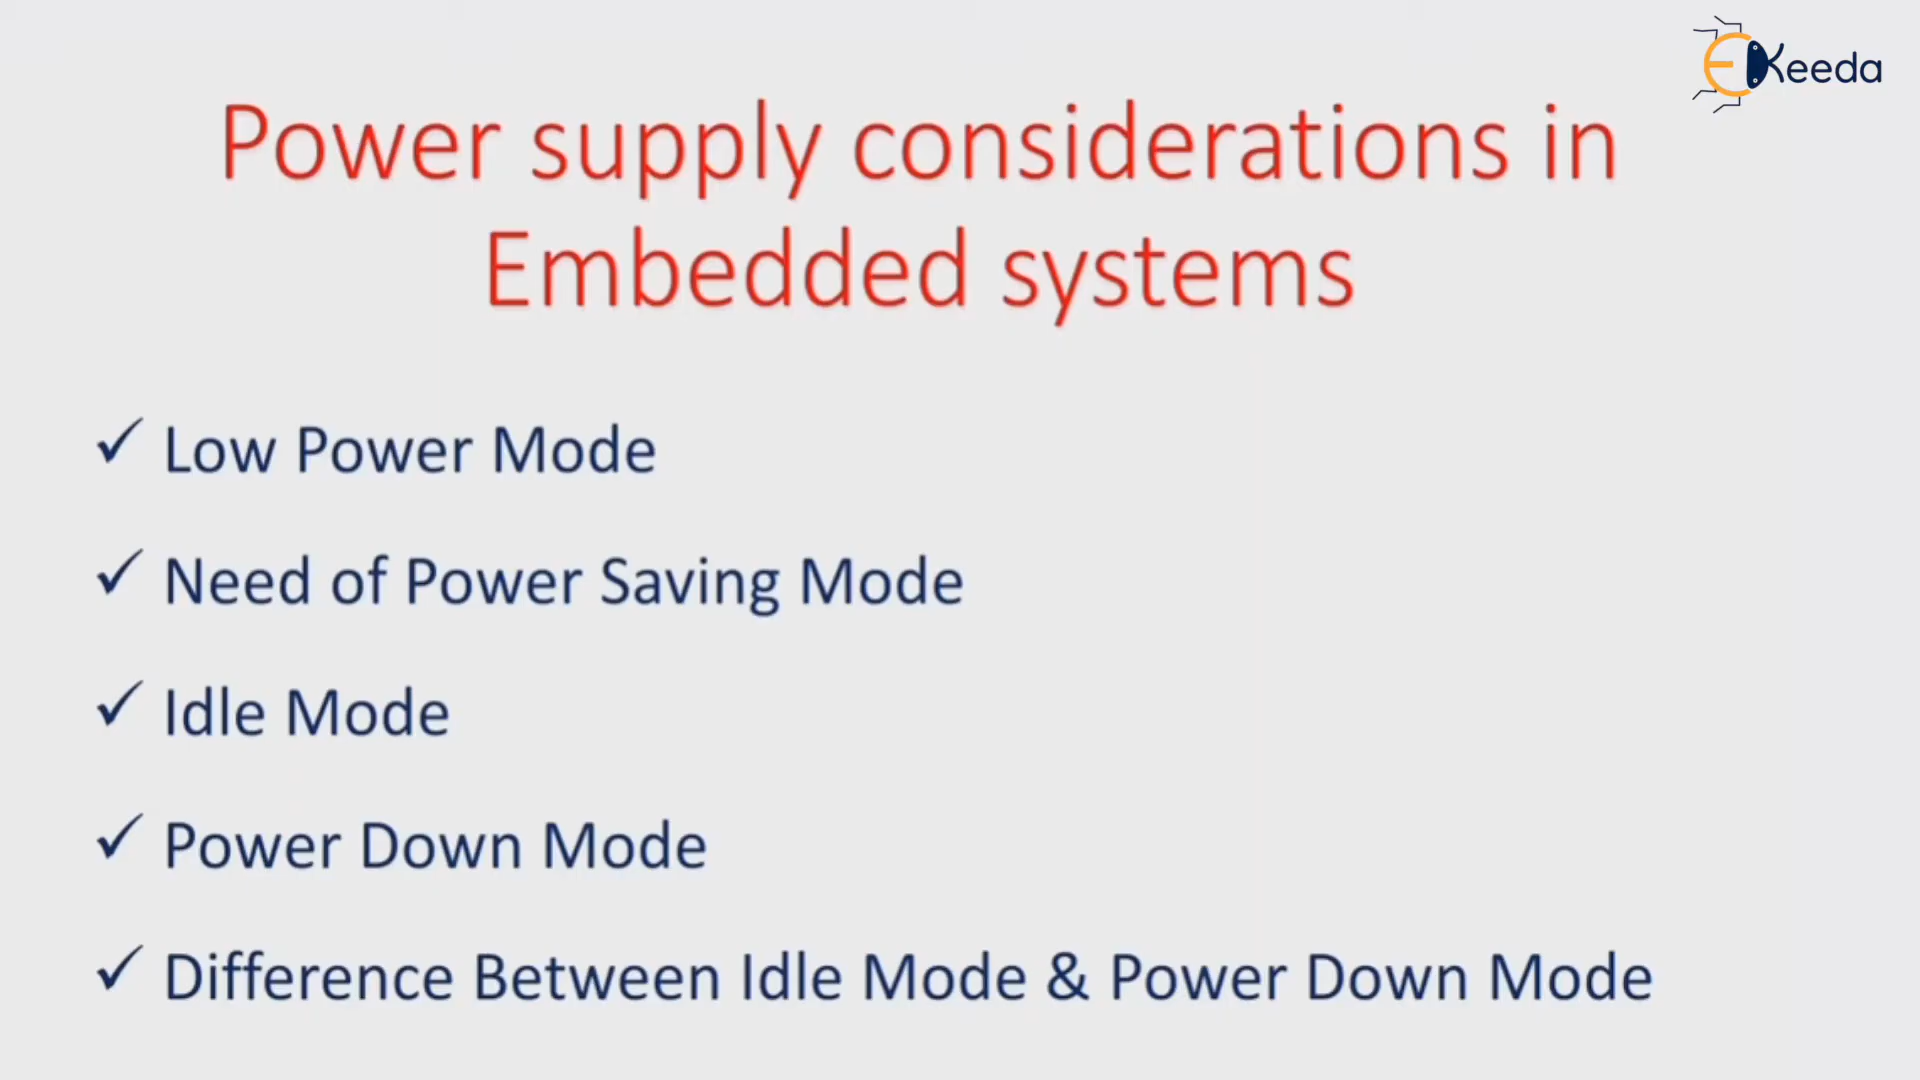 EKeeda
Power supply considerations in
Embedded systems
✓ Low Power Mode
✓ Need of Power Saving Mode
✓ Idle Mode
✓ Power Down Mode
✓ Difference Between Idle Mode & Power Down Mode